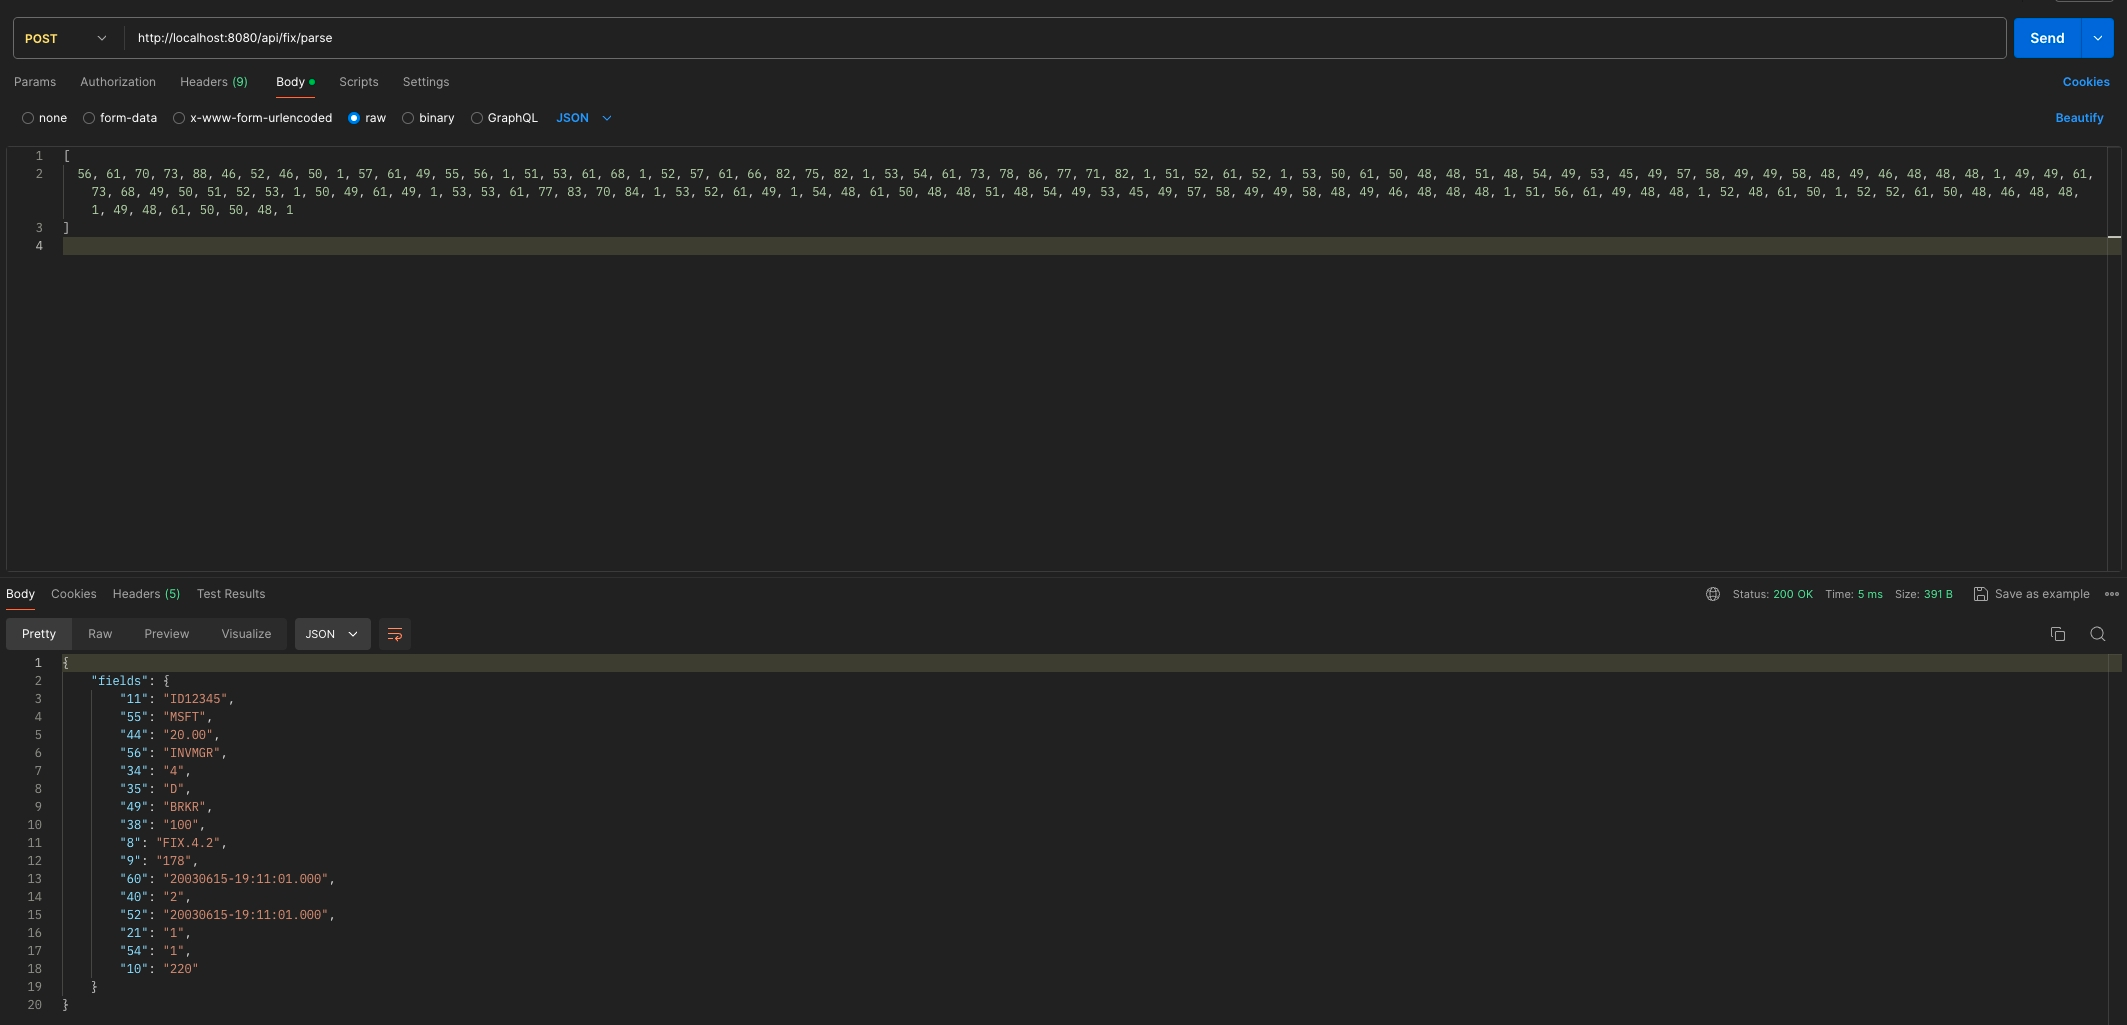 POST http://localhost:8080/api/fix/parse Send
Params Authorization Headers (9) Body Scripts Settings Cookies
none form-data x-www-form-urlencoded raw binary GraphQL JSON Beautify
1 [
2 56, 61, 70, 73, 88, 46, 52, 46, 50, 1, 57, 61, 49, 55, 56, 1, 51, 53, 61, 68, 1, 52, 57, 61, 66, 82, 75, 82, 1, 53, 54, 61, 73, 78, 86, 77, 71, 82, 1, 51, 52, 61, 52, 1, 53, 50, 61, 50, 48, 48, 51, 48, 54, 49, 53, 45, 49, 57, 58, 49, 49, 58, 48, 49, 46, 48, 48, 48, 1, 49, 49, 61,
73, 68, 49, 50, 51, 52, 53, 1, 50, 49, 61, 49, 1, 53, 53, 61, 77, 83, 70, 84, 1, 53, 52, 61, 49, 1, 54, 48, 61, 50, 48, 48, 51, 48, 54, 49, 53, 45, 49, 57, 58, 49, 49, 58, 48, 49, 46, 48, 48, 48, 1, 51, 56, 61, 49, 48, 48, 1, 52, 48, 61, 50, 1, 52, 52, 61, 50, 48, 46, 48, 48,
1, 49, 48, 61, 50, 50, 48, 1
3 ]
4
Body Cookies Headers (5) Test Results Status: 200 OK Time: 5 ms Size: 391 B Save as example
Pretty Raw Preview Visualize JSON
1 {
2 "fields": {
3 "11": "ID12345",
4 "55": "MSFT",
5 "44": "20.00",
6 "56": "INVMGR",
7 "34": "4",
8 "35": "D",
9 "49": "BRKR",
10 "38": "100",
11 "8": "FIX.4.2",
12 "9": "178",
13 "60": "20030615-19:11:01.000",
14 "40": "2",
15 "52": "20030615-19:11:01.000",
16 "21": "1",
17 "54": "1",
18 "10": "220"
19 }
20 }